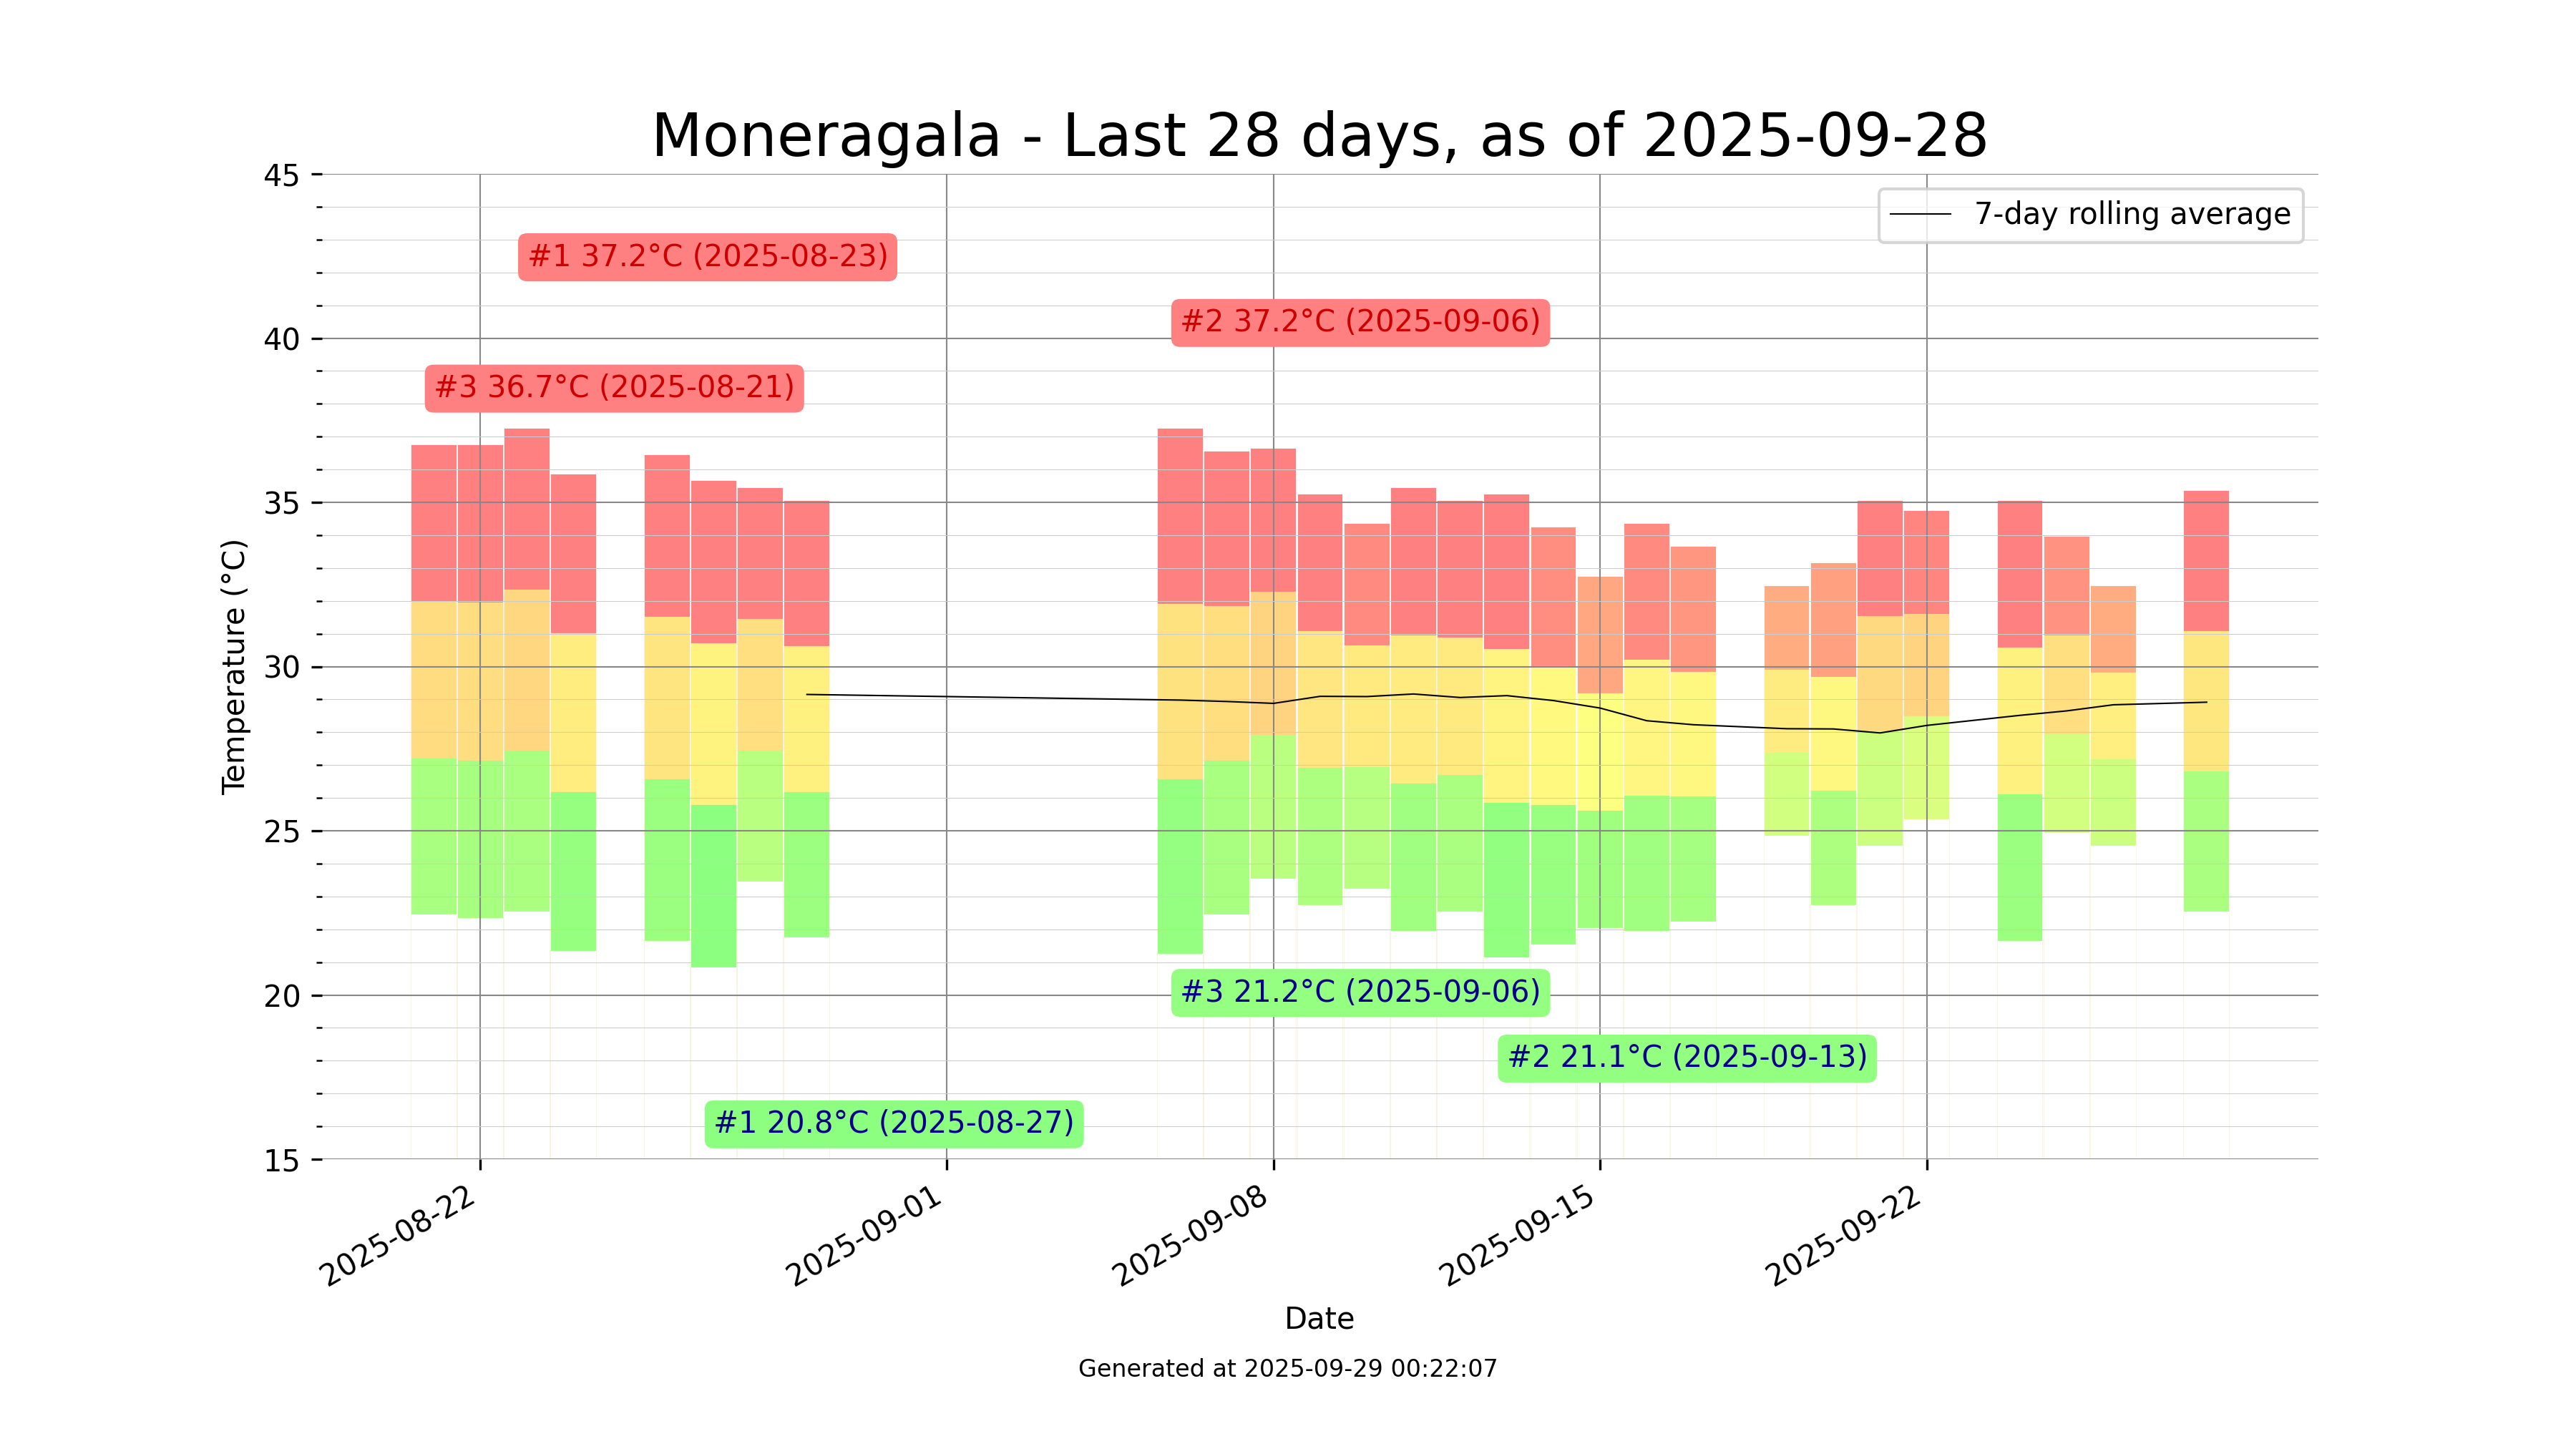 Moneragala - Last 28 days, as of 2025-09-28
45
7-day rolling average
#1 37.2°C (2025-08-23)
#2 37.2°C (2025-09-06)
40
#3 36.7°C (2025-08-21)
35
Temperature (°C)
30
25
#3 21.2°C (2025-09-06)
20
#2 21.1°C (2025-09-13)
#1 20.8°C (2025-08-27)
15
2025-08-22
2025-09-01
2025-09-08
2025-09-15
2025-09-22
Date
Generated at 2025-09-29 00:22:07